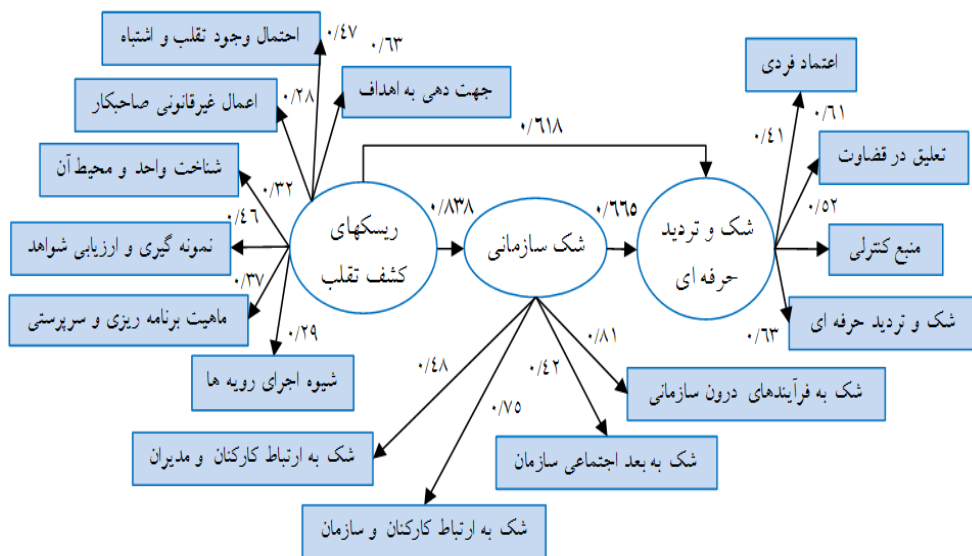 احتمال وجود تقلب و اشتباه
۰/۴۷
۰/۶۳
اعتماد فردی
اعمال غیرقانونی صاحبکار
۰/۲۸
جهت دهی به اهداف
۰/۶۱
۰/۴۱
تعلیق در قضاوت
۰/۶۱۸
شناخت واحد و محیط آن
۰/۳۲
۰/۵۲
ریسکهای
کشف تقلب
۰/۸۳۸
شک سازمانی
۰/۶۶۵
شک و تردید
حرفه ای
منبع کنترلی
۰/۴۶
نمونه گیری و ارزیابی شواهد
۰/۳۷
ماهیت برنامه ریزی و سرپرستی
شک و تردید حرفه ای
۰/۶۳
۰/۲۹
شیوه اجرای رویه ها
۰/۴۸
۰/۷۵
۰/۴۲
۰/۸۱
شک به فرآیندهای درون سازمانی
شک به ارتباط کارکنان و مدیران
شک به بعد اجتماعی سازمان
شک به ارتباط کارکنان و سازمان